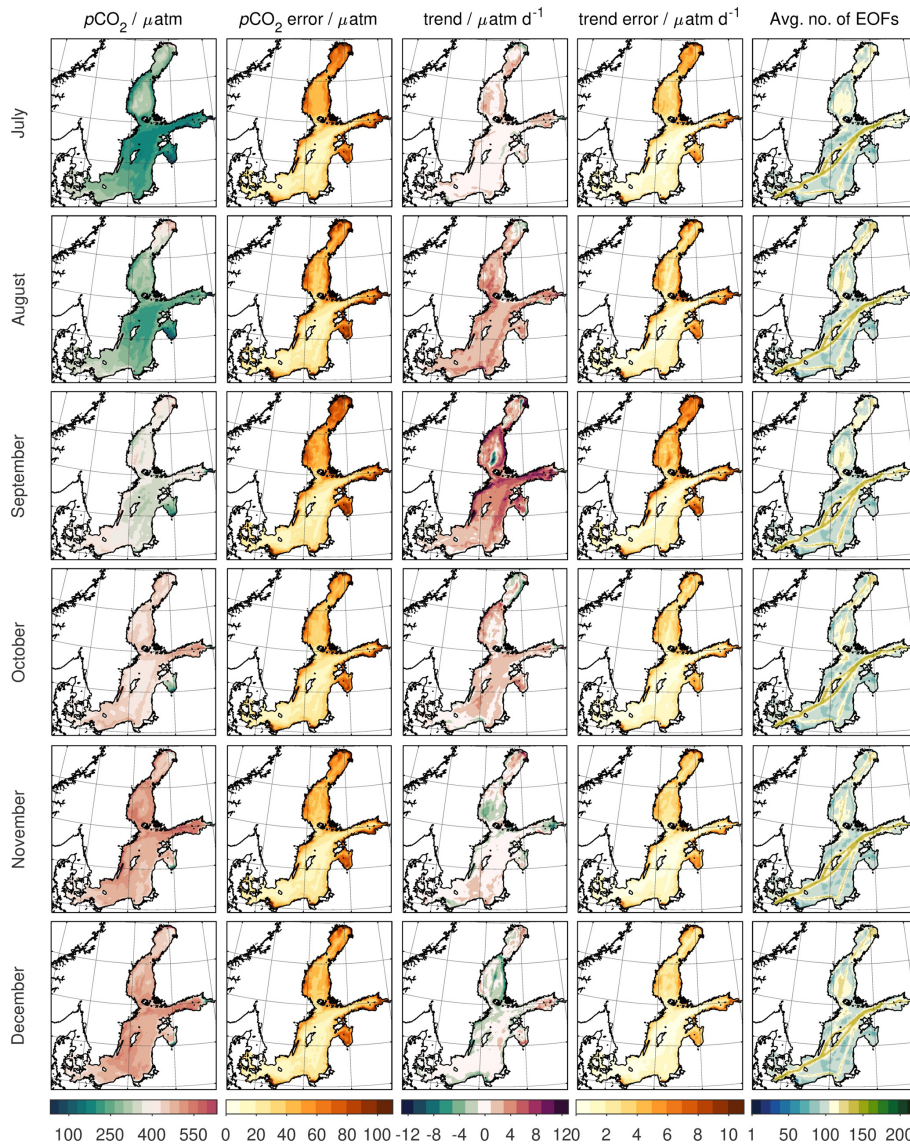 pCO2 / µatm pCO2 error / µatm trend / µatm d-1 trend error / µatm d-1 Avg. no. of EOFs
July
August
September
October
November
December
100 250 400 550 0 20 40 60 80 100 -12 -8 -4 0 4 8 120 2 4 6 8 10 1 50 100 150 200